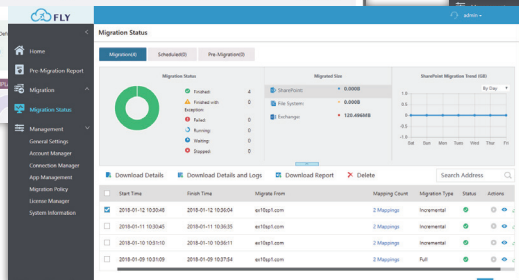 FLY
admin
Migration Status
Home
Pre-Migration Report
Migration
Migration Status
Management
General Settings
Account Manager
Connection Manager
App Management
Migration Policy
License Manager
System Information
Migration(4) Scheduled(0) Pre-Migration(0)
Migration Status
Finished 4
Finished with Exception 0
Failed 0
Running 0
Waiting 0
Stopped 0
Migrated Size
SharePoint: 0.000B
File System: 0.000B
Exchange: 120.496MB
SharePoint Migration Trend (GB)
By Day
1.0
0.5
0
-0.5
-1.0
Sat Sun Mon Tues Wed Thur Fri
Download Details Download Details and Logs Download Report Delete Search Address
Start Time Finish Time Migrate From Mapping Count Migration Type Status Actions
2018-01-12 10:30:46 2018-01-12 10:36:04 ex10sp1.com 2 Mappings Incremental
2018-01-11 10:30:45 2018-01-11 10:36:35 ex10sp1.com 2 Mappings Incremental
2018-01-10 10:31:10 2018-01-10 10:36:11 ex10sp1.com 2 Mappings Incremental
2018-01-09 10:31:09 2018-01-09 10:37:54 ex10sp1.com 2 Mappings Full